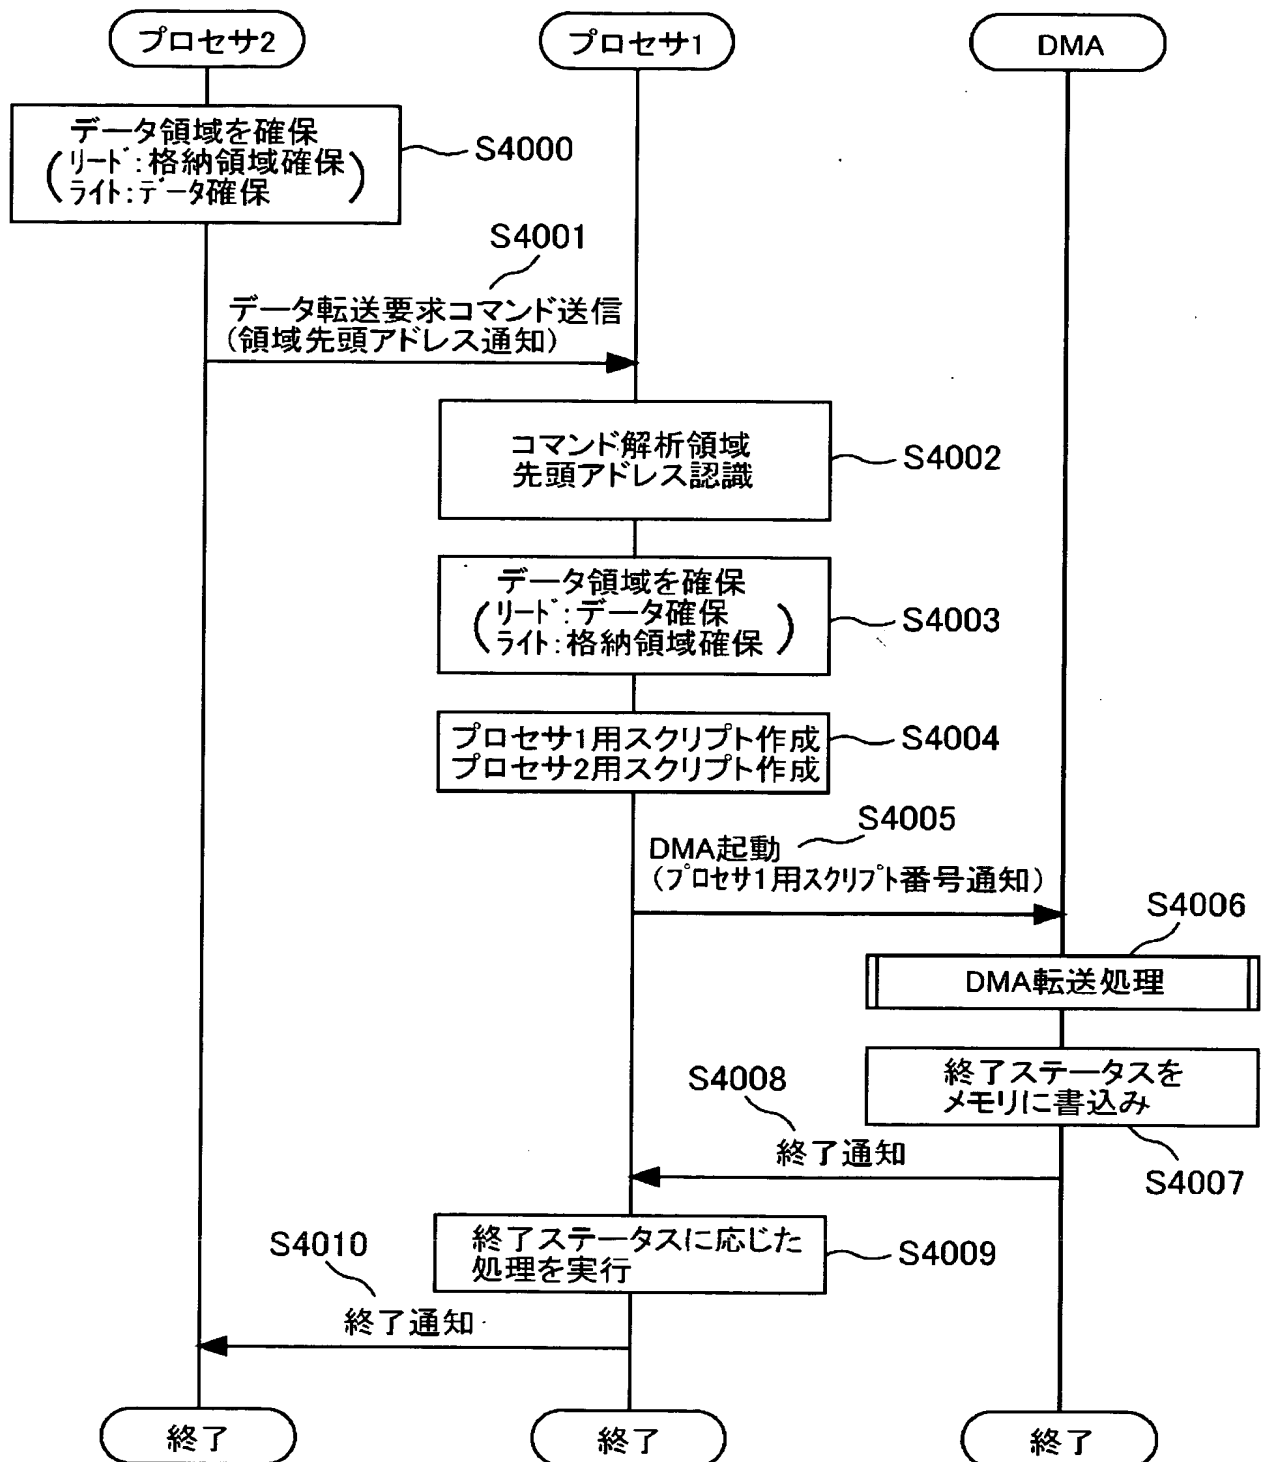 プロセサ2
プロセサ1
DMA
データ領域を確保
(リード:格納領域確保
ライト:データ確保)
S4000
S4001
データ転送要求コマンド送信
(領域先頭アドレス通知)
コマンド解析領域
先頭アドレス認識
S4002
データ領域を確保
(リード:データ確保
ライト:格納領域確保)
S4003
プロセサ1用スクリプト作成
プロセサ2用スクリプト作成
S4004
S4005
DMA起動
(プロセサ1用スクリプト番号通知)
S4006
DMA転送処理
終了ステータスを
メモリに書込み
S4007
S4008
終了通知
終了ステータスに応じた
処理を実行
S4009
S4010
終了通知
終了
終了
終了